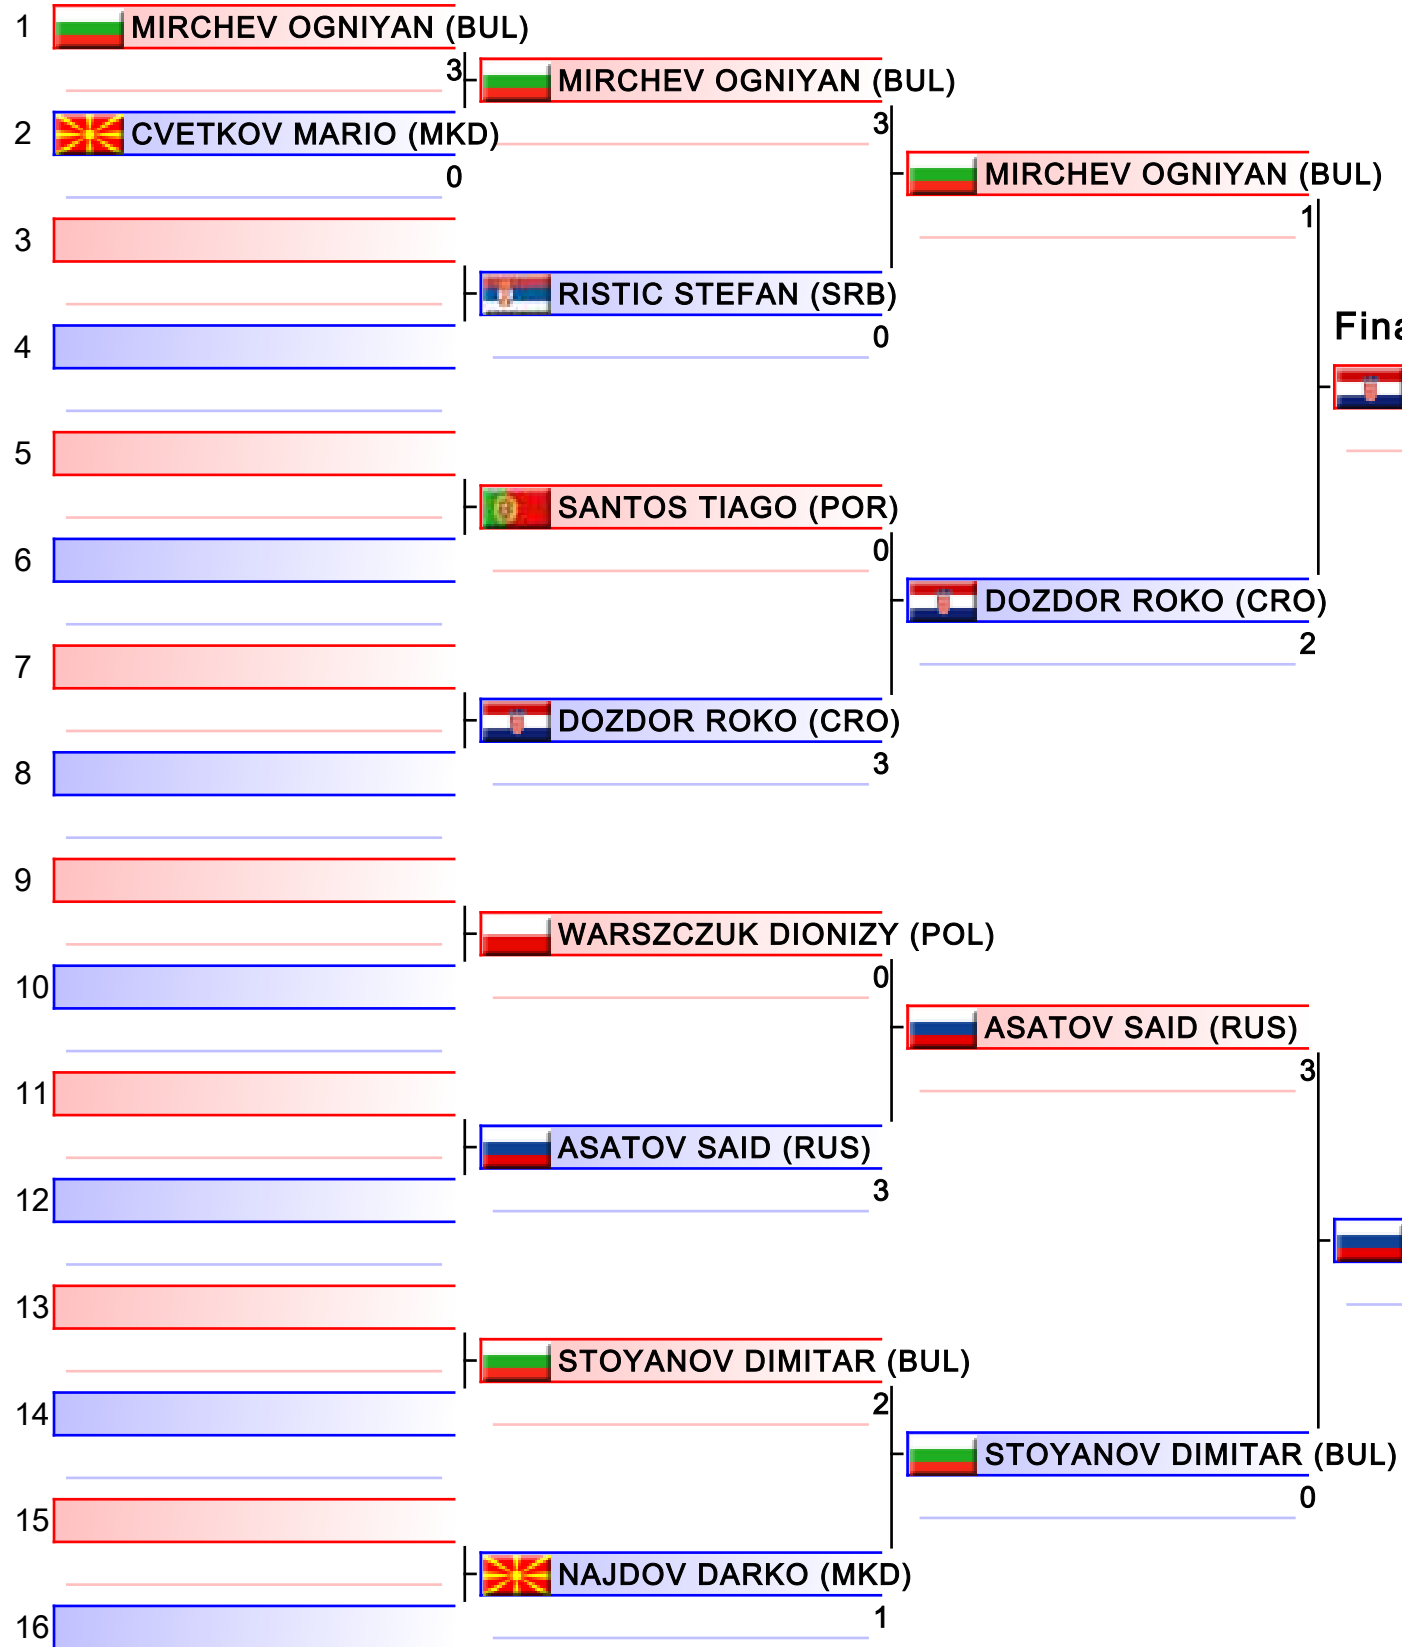 1 MIRCHEV OGNIYAN (BUL)
3 MIRCHEV OGNIYAN (BUL)
2 CVETKOV MARIO (MKD)
3
MIRCHEV OGNIYAN (BUL)
0
1
3
RISTIC STEFAN (SRB)
0
4
5
SANTOS TIAGO (POR)
0
6
DOZDOR ROKO (CRO)
2
7
DOZDOR ROKO (CRO)
3
8
9
WARSZCZUK DIONIZY (POL)
0
10
ASATOV SAID (RUS)
3
11
ASATOV SAID (RUS)
3
12
13
STOYANOV DIMITAR (BUL)
2
14
STOYANOV DIMITAR (BUL)
0
15
NAJDOV DARKO (MKD)
1
16